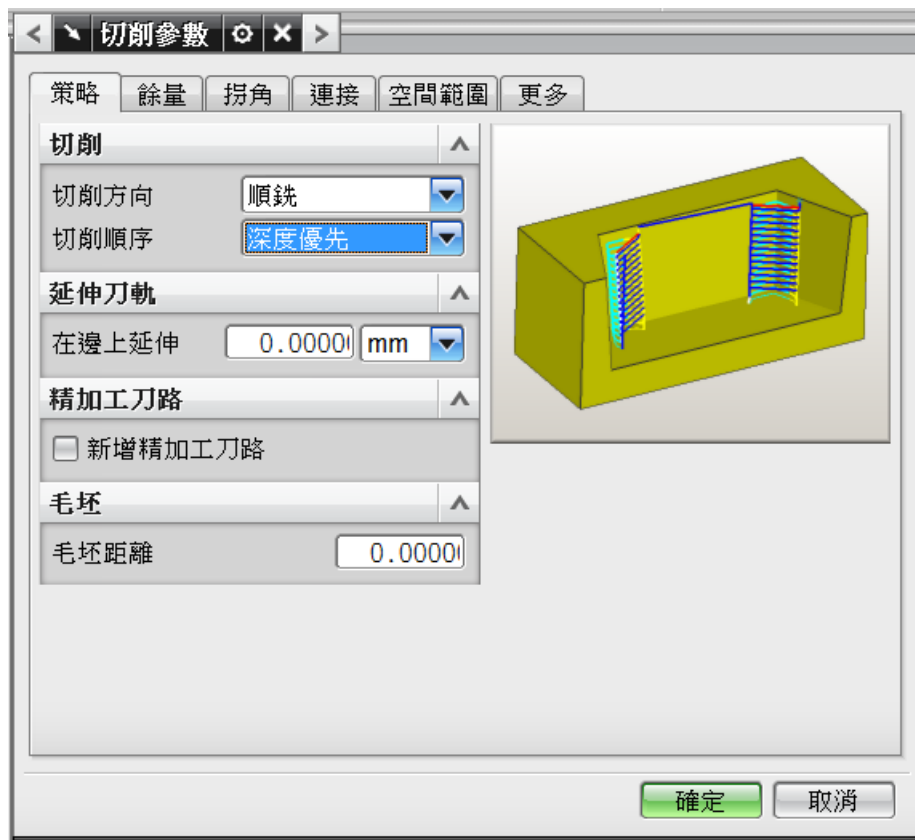 切削參數
策略 餘量 拐角 連接 空間範圍 更多
切削
切削方向 順銑
切削順序 深度優先
延伸刀軌
在邊上延伸 0.0000 mm
精加工刀路
新增精加工刀路
毛坯
毛坯距離 0.0000
確定 取消